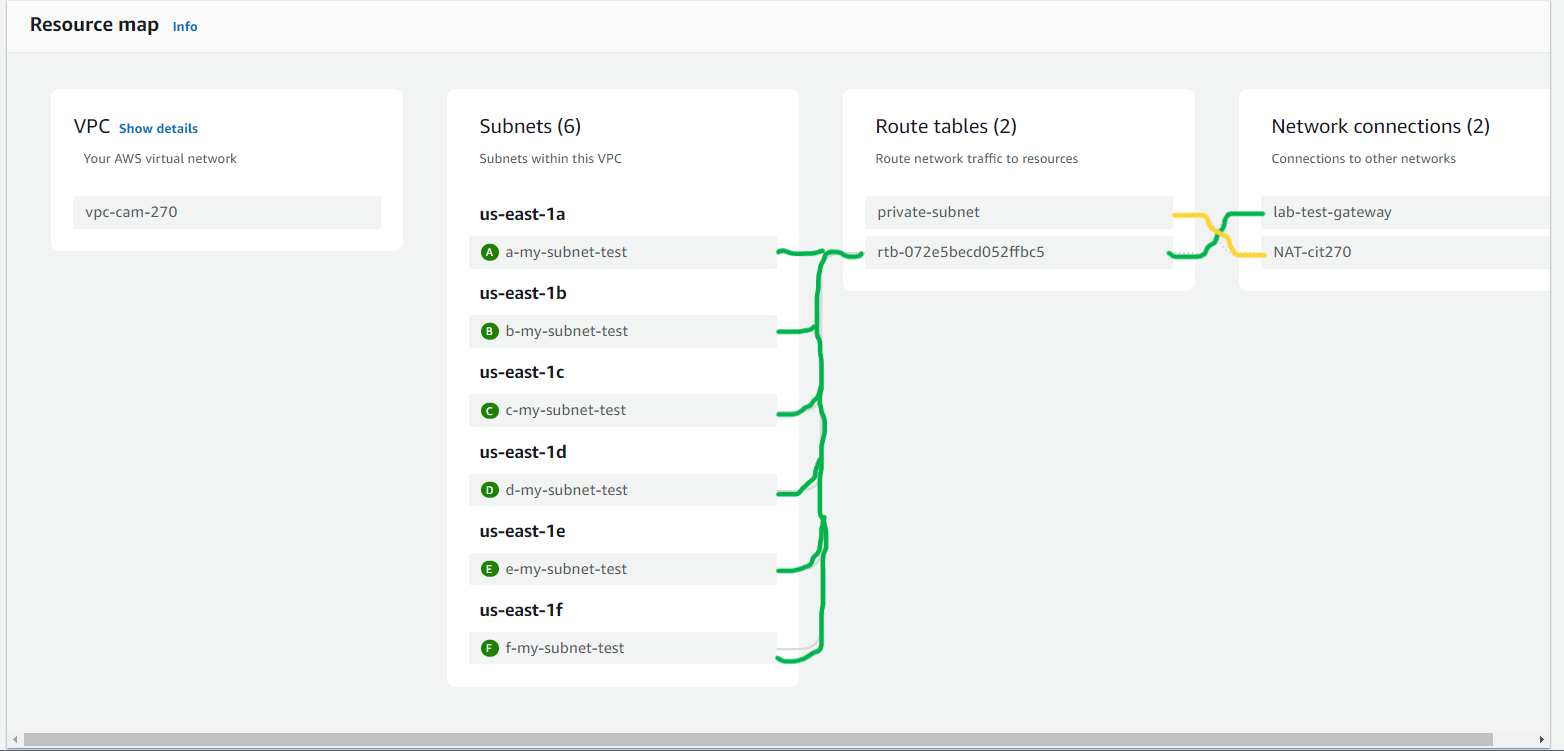 Resource map Info
VPC Show details
Your AWS virtual network
vpc-cam-270
Subnets (6)
Subnets within this VPC
us-east-1a
A a-my-subnet-test
us-east-1b
B b-my-subnet-test
us-east-1c
C c-my-subnet-test
us-east-1d
D d-my-subnet-test
us-east-1e
E e-my-subnet-test
us-east-1f
F f-my-subnet-test
Route tables (2)
Route network traffic to resources
private-subnet
rtb-072e5becd052ffbc5
Network connections (2)
Connections to other networks
lab-test-gateway
NAT-cit270